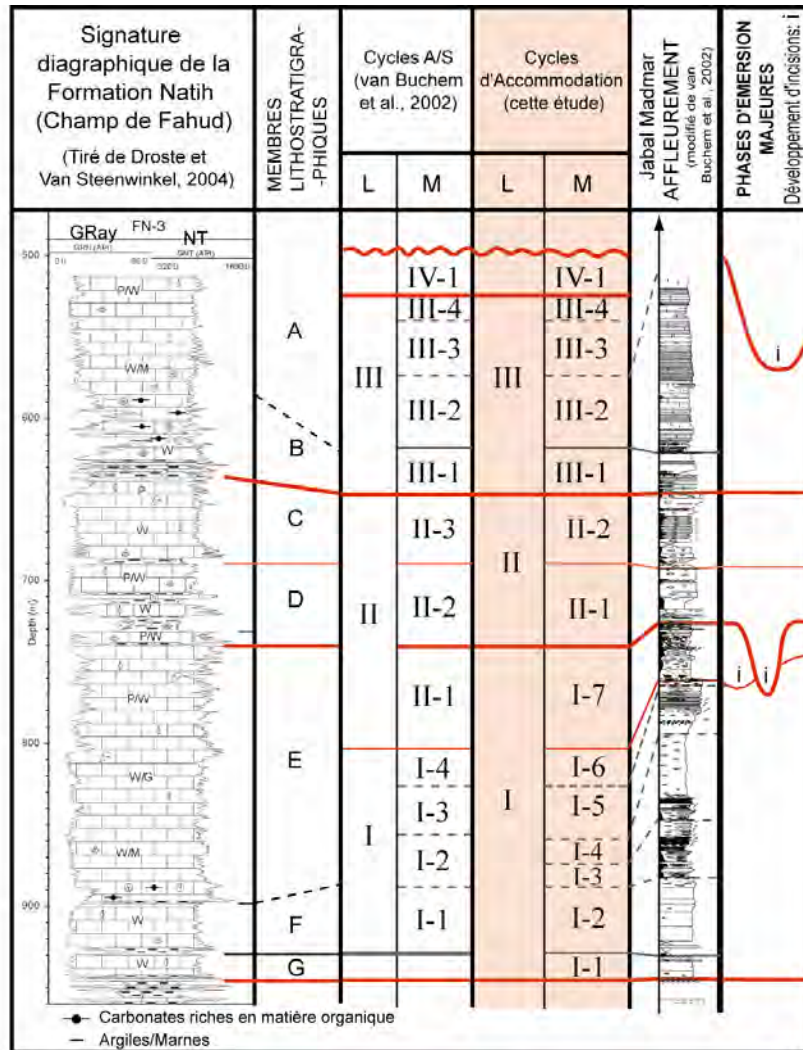 Signature
diagraphique de la
Formation Natih
(Champ de Fahud)
(Tiré de Droste et
Van Steenwinkel, 2004)
MEMBRES
LITHOSTRATIGRA-
-PHIQUES
Cycles A/S
(van Buchem
et al., 2002)
L
M
Cycles
d'Accommodation
(cette étude)
L
M
Jabal Madmar
AFFLEUREMENT
(modifié de van
Buchem et al., 2002)
PHASES D'EMERSION
MAJEURES
Développement d'incisions: i
FN-3
GRay
NT
500
600
700
800
900
Depth (m)
P/W
W/M
W
P
W
P/W
W
P/W
P/W
W/G
W/M
W
W
A
B
C
D
E
F
G
III
II
I
IV-1
III-4
III-3
III-2
III-1
II-3
II-2
II-1
I-4
I-3
I-2
I-1
III
II
I
IV-1
III-4
III-3
III-2
III-1
II-2
II-1
I-7
I-6
I-5
I-4
I-3
I-2
I-1
i
i
i
Carbonates riches en matière organique
Argiles/Marnes